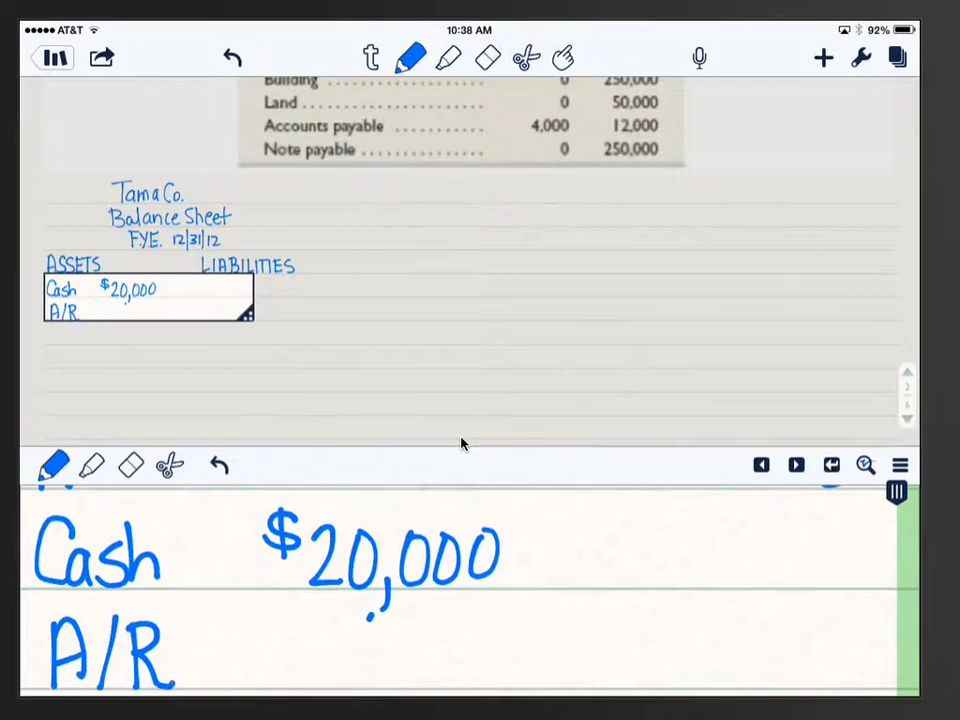 AT&T 10:38 AM 92%
t
Building .................... 0 250,000
Land .................... 0 50,000
Accounts payable ........... 4,000 12,000
Note payable ................ 0 250,000
Tama Co.
Balance Sheet
FYE. 12/31/12
ASSETS LIABILITIES
Cash $20,000
A/R
2
6
Cash $20,000
A/R